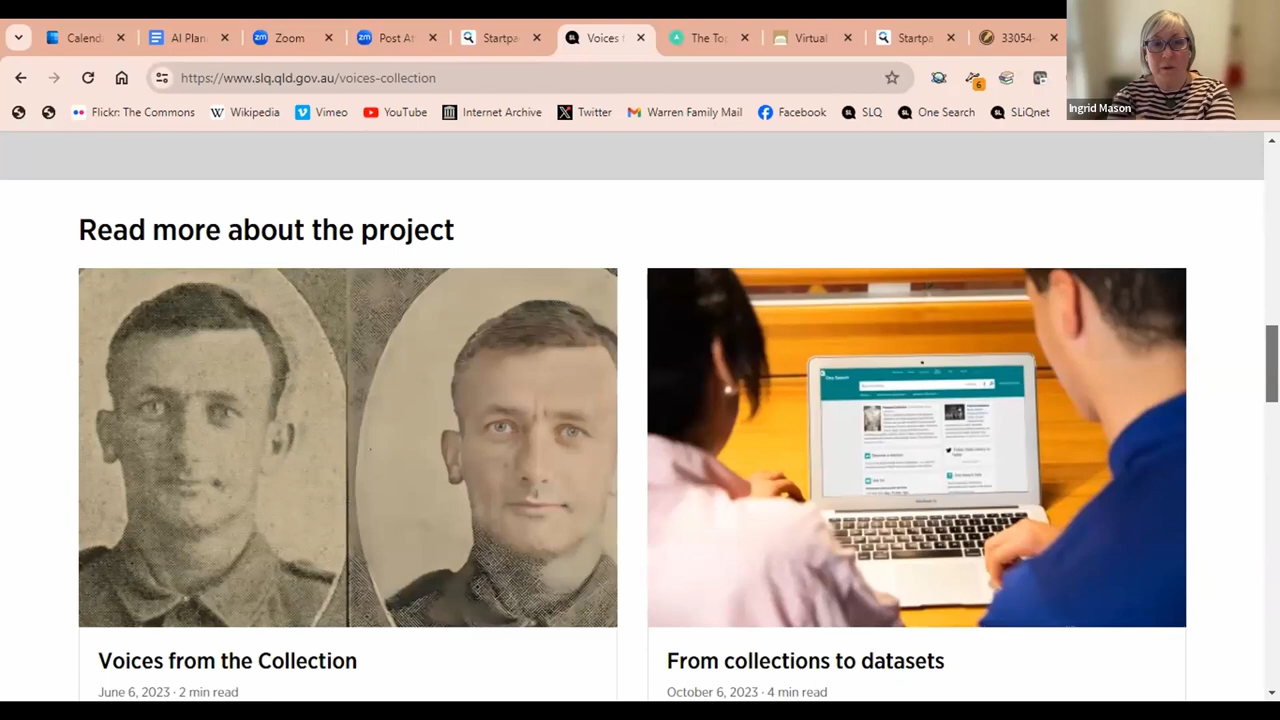 Calend
AI Plan
Zoom
Post At
Startpa
Voices f
The To
Virtual
Startpa
33054-
https://www.slq.qld.gov.au/voices-collection
6
Flickr: The Commons
Wikipedia
Vimeo
YouTube
Internet Archive
Twitter
Warren Family Mail
Facebook
SLQ
One Search
SLiQnet
Ingrid Mason
Read more about the project
Voices from the Collection
June 6, 2023 · 2 min read
From collections to datasets
October 6, 2023 · 4 min read